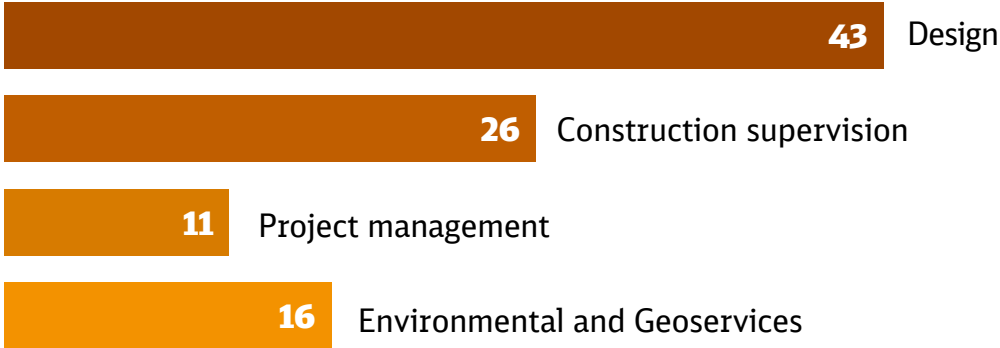 43 Design
26 Construction supervision
11 Project management
16 Environmental and Geoservices